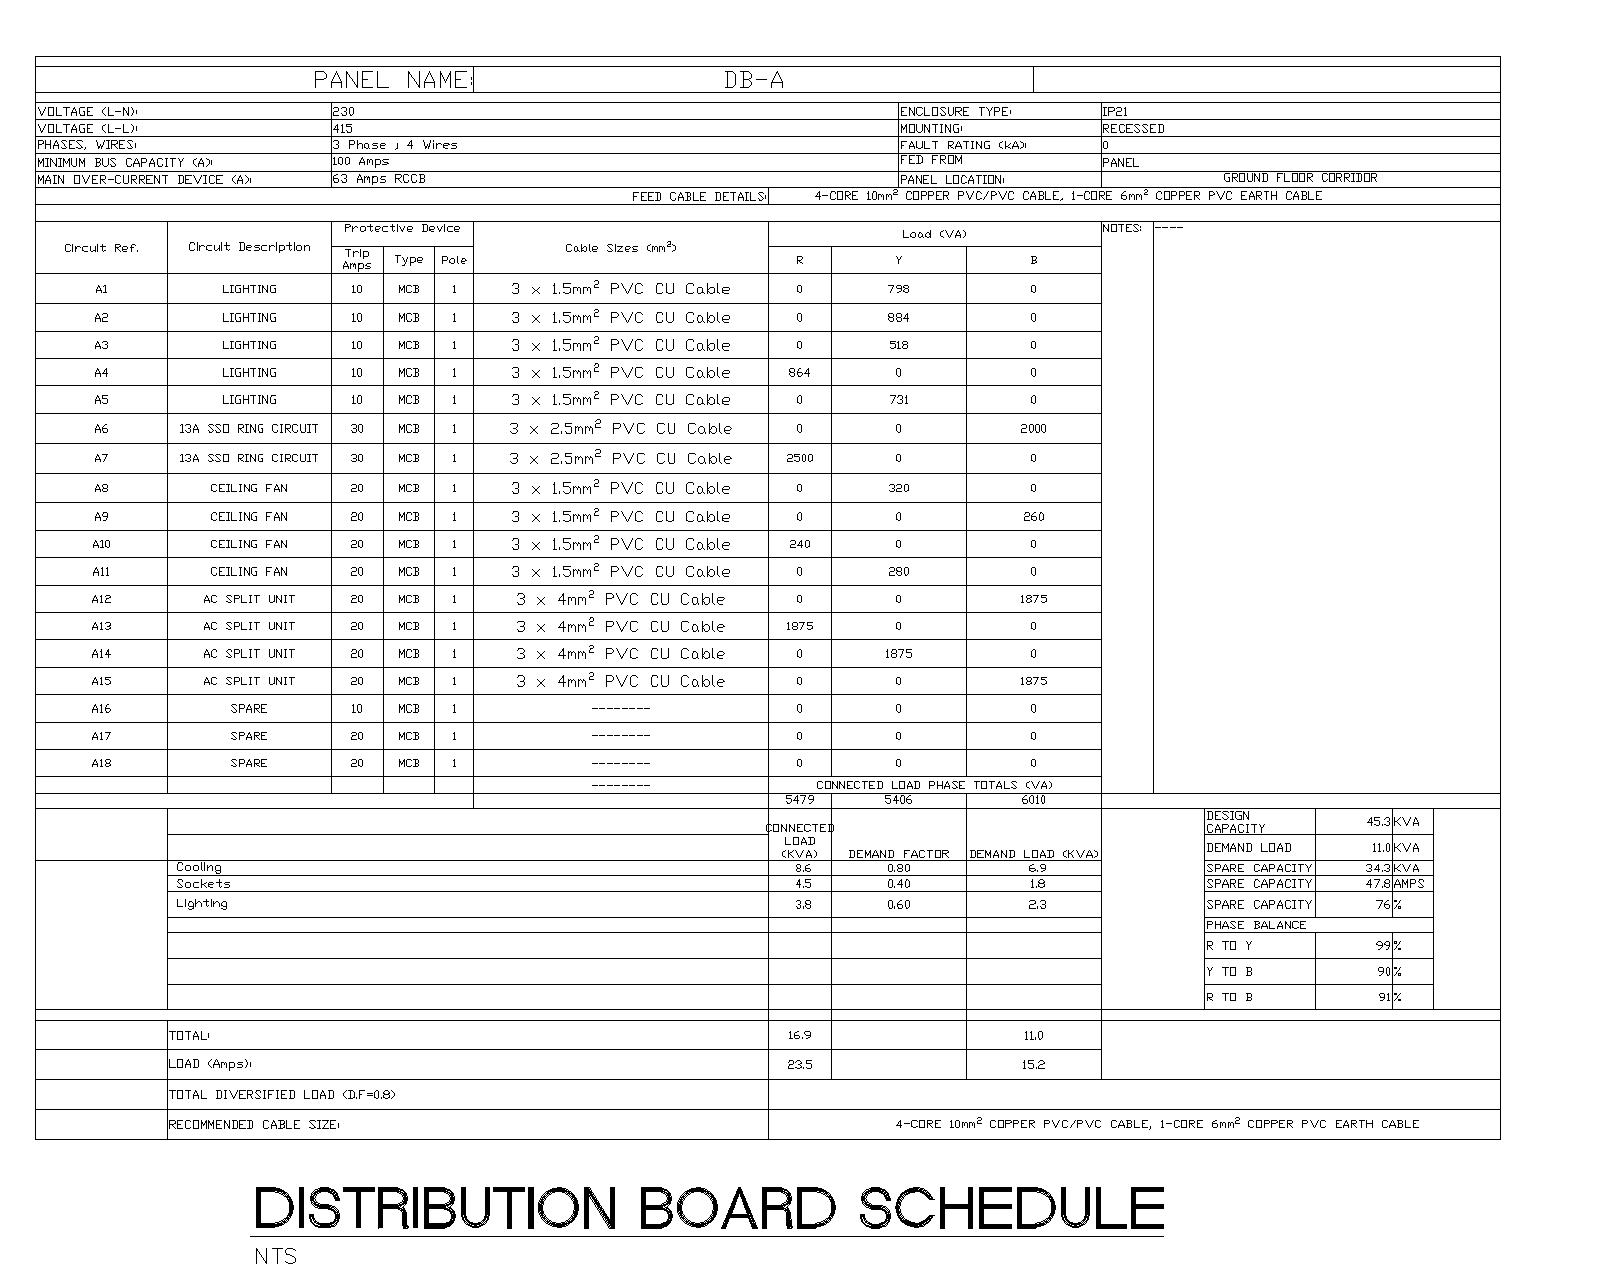 PANEL NAME: DB-A
VOLTAGE (L-N): 230 ENCLOSURE TYPE: IP21
VOLTAGE (L-L): 415 MOUNTING: RECESSED
PHASES, WIRES: 3 Phase ; 4 Wires FAULT RATING (kA): 0
MINIMUM BUS CAPACITY (A): 100 Amps FED FROM PANEL
MAIN OVER-CURRENT DEVICE (A): 63 Amps RCCB PANEL LOCATION: GROUND FLOOR CORRIDOR
FEED CABLE DETAILS: 4-CORE 10mm² COPPER PVC/PVC CABLE, 1-CORE 6mm² COPPER PVC EARTH CABLE
Circuit Ref. Circuit Description Protective Device Cable Sizes (mm²) Load (VA) NOTES: ----
Trip Amps Type Pole R Y B
A1 LIGHTING 10 MCB 1 3 x 1.5mm² PVC CU Cable 0 798 0
A2 LIGHTING 10 MCB 1 3 x 1.5mm² PVC CU Cable 0 884 0
A3 LIGHTING 10 MCB 1 3 x 1.5mm² PVC CU Cable 0 518 0
A4 LIGHTING 10 MCB 1 3 x 1.5mm² PVC CU Cable 864 0 0
A5 LIGHTING 10 MCB 1 3 x 1.5mm² PVC CU Cable 0 731 0
A6 13A SSO RING CIRCUIT 30 MCB 1 3 x 2.5mm² PVC CU Cable 0 0 2000
A7 13A SSO RING CIRCUIT 30 MCB 1 3 x 2.5mm² PVC CU Cable 2500 0 0
A8 CEILING FAN 20 MCB 1 3 x 1.5mm² PVC CU Cable 0 320 0
A9 CEILING FAN 20 MCB 1 3 x 1.5mm² PVC CU Cable 0 0 260
A10 CEILING FAN 20 MCB 1 3 x 1.5mm² PVC CU Cable 240 0 0
A11 CEILING FAN 20 MCB 1 3 x 1.5mm² PVC CU Cable 0 280 0
A12 AC SPLIT UNIT 20 MCB 1 3 x 4mm² PVC CU Cable 0 0 1875
A13 AC SPLIT UNIT 20 MCB 1 3 x 4mm² PVC CU Cable 1875 0 0
A14 AC SPLIT UNIT 20 MCB 1 3 x 4mm² PVC CU Cable 0 1875 0
A15 AC SPLIT UNIT 20 MCB 1 3 x 4mm² PVC CU Cable 0 0 1875
A16 SPARE 10 MCB 1 -------- 0 0 0
A17 SPARE 20 MCB 1 -------- 0 0 0
A18 SPARE 20 MCB 1 -------- 0 0 0
-------- CONNECTED LOAD PHASE TOTALS (VA)
5479 5406 6010
CONNECTED LOAD (KVA) DEMAND FACTOR DEMAND LOAD (KVA)
Cooling 8.6 0.80 6.9
Sockets 4.5 0.40 1.8
Lighting 3.8 0.60 2.3
DESIGN CAPACITY 45.3 KVA
DEMAND LOAD 11.0 KVA
SPARE CAPACITY 34.3 KVA
SPARE CAPACITY 47.8 AMPS
SPARE CAPACITY 76 %
PHASE BALANCE
R TO Y 99 %
Y TO B 90 %
R TO B 91 %
TOTAL: 16.9 11.0
LOAD (Amps): 23.5 15.2
TOTAL DIVERSIFIED LOAD (D.F=0.8)
RECOMMENDED CABLE SIZE: 4-CORE 10mm² COPPER PVC/PVC CABLE, 1-CORE 6mm² COPPER PVC EARTH CABLE
DISTRIBUTION BOARD SCHEDULE
NTS